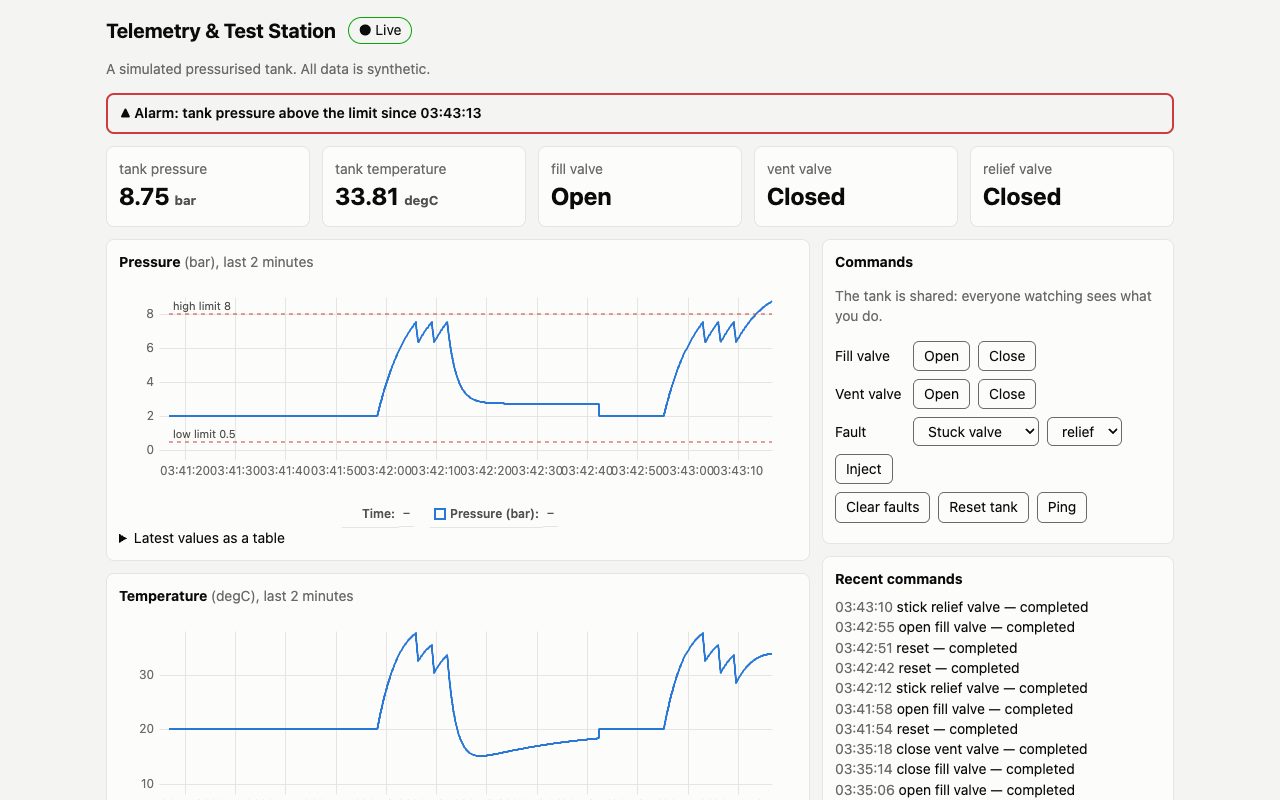 Telemetry & Test Station
Live
A simulated pressurised tank. All data is synthetic.
▲ Alarm: tank pressure above the limit since 03:43:13
tank pressure
8.75 bar
tank temperature
33.81 degC
fill valve
Open
vent valve
Closed
relief valve
Closed
Pressure (bar), last 2 minutes
high limit 8
8
6
4
2
low limit 0.5
0
03:41:20 03:41:30 03:41:40 03:41:50 03:42:00 03:42:10 03:42:20 03:42:30 03:42:40 03:42:50 03:43:00 03:43:10
Time: – Pressure (bar): –
▶ Latest values as a table
Temperature (degC), last 2 minutes
30
20
10
Commands
The tank is shared: everyone watching sees what
you do.
Fill valve Open Close
Vent valve Open Close
Fault Stuck valve relief
Inject
Clear faults Reset tank Ping
Recent commands
03:43:10 stick relief valve — completed
03:42:55 open fill valve — completed
03:42:51 reset — completed
03:42:42 reset — completed
03:42:12 stick relief valve — completed
03:41:58 open fill valve — completed
03:41:54 reset — completed
03:35:18 close vent valve — completed
03:35:14 close fill valve — completed
03:35:06 open fill valve — completed